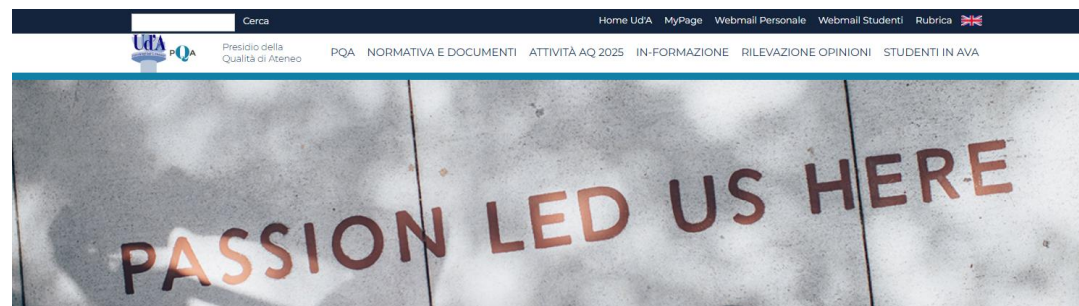 Cerca
Home Ud'A MyPage Webmail Personale Webmail Studenti Rubrica
Ud'A PQA
Presidio della
Qualità di Ateneo
PQA NORMATIVA E DOCUMENTI ATTIVITÀ AQ 2025 IN-FORMAZIONE RILEVAZIONE OPINIONI STUDENTI IN AVA
PASSION LED US HERE